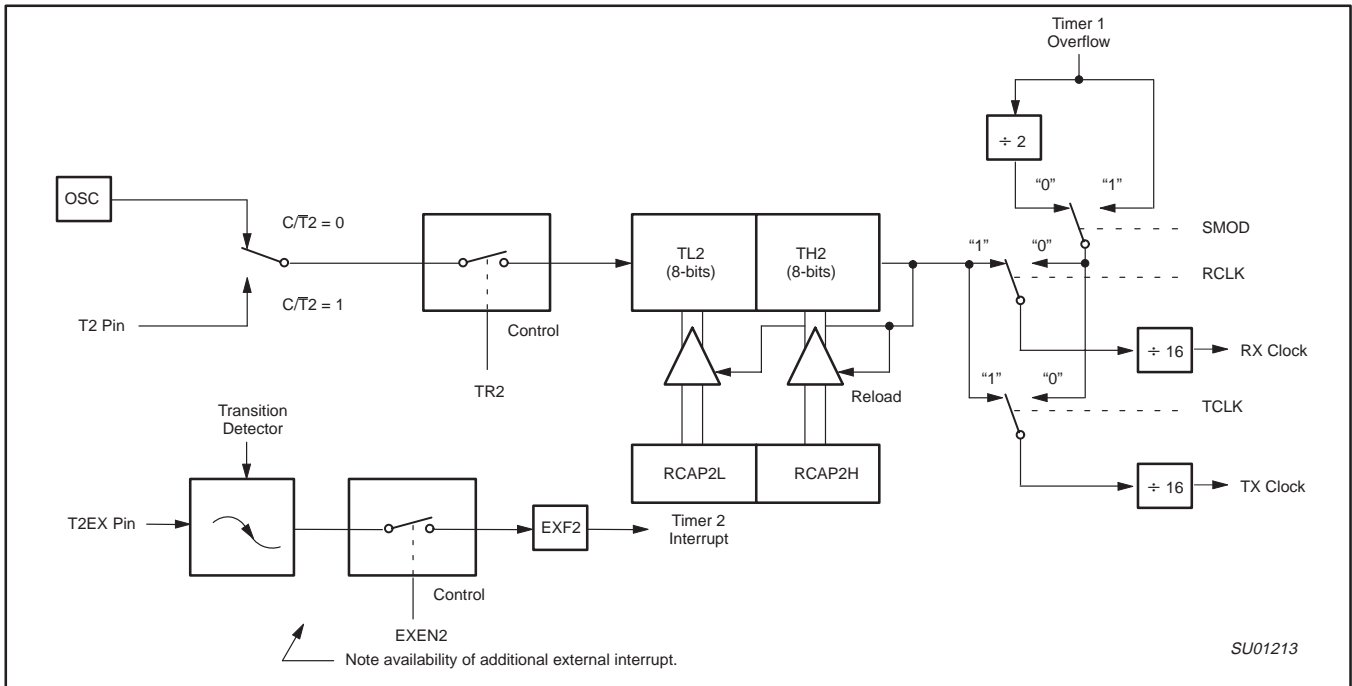 Timer 1
Overflow
÷ 2
"0"
"1"
OSC
C/T̅2 = 0
TL2
(8-bits)
TH2
(8-bits)
SMOD
"1"
"0"
RCLK
C/T̅2 = 1
T2 Pin
Control
÷ 16
RX Clock
TR2
Reload
"1"
"0"
TCLK
Transition
Detector
RCAP2L
RCAP2H
÷ 16
TX Clock
T2EX Pin
EXF2
Timer 2
Interrupt
Control
EXEN2
Note availability of additional external interrupt.
SU01213